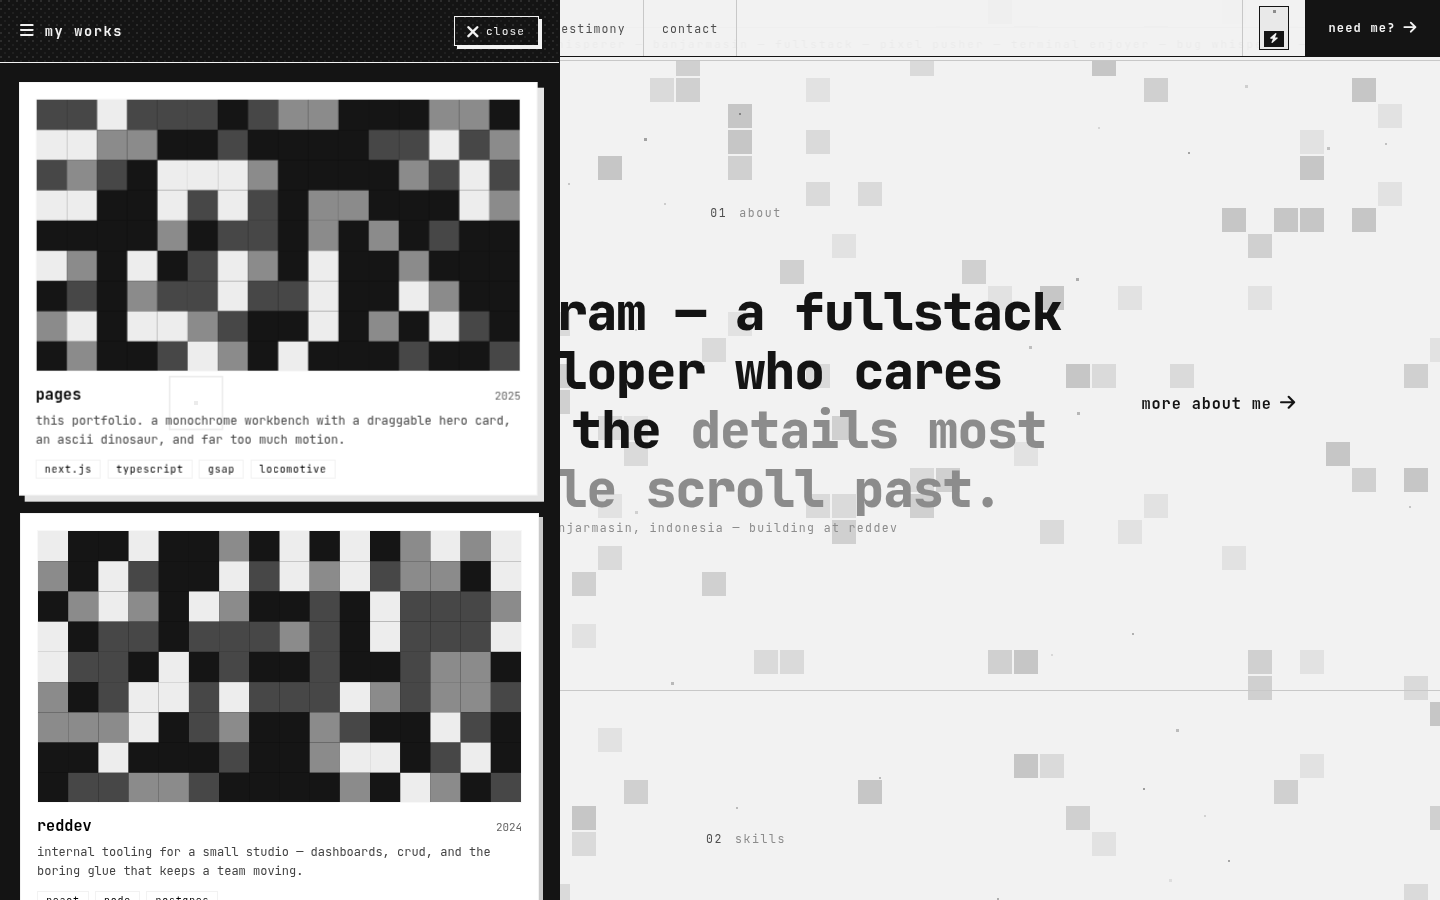 my works
close
pages
2025
this portfolio. a monochrome workbench with a draggable hero card,
an ascii dinosaur, and far too much motion.
next.js
typescript
gsap
locomotive
reddev
2024
internal tooling for a small studio — dashboards, crud, and the
boring glue that keeps a team moving.
react
node
postgres
estimony
contact
need me?
01 about
ram — a fullstack
loper who cares
the details most
le scroll past.
njarmasin, indonesia — building at reddev
more about me
02 skills